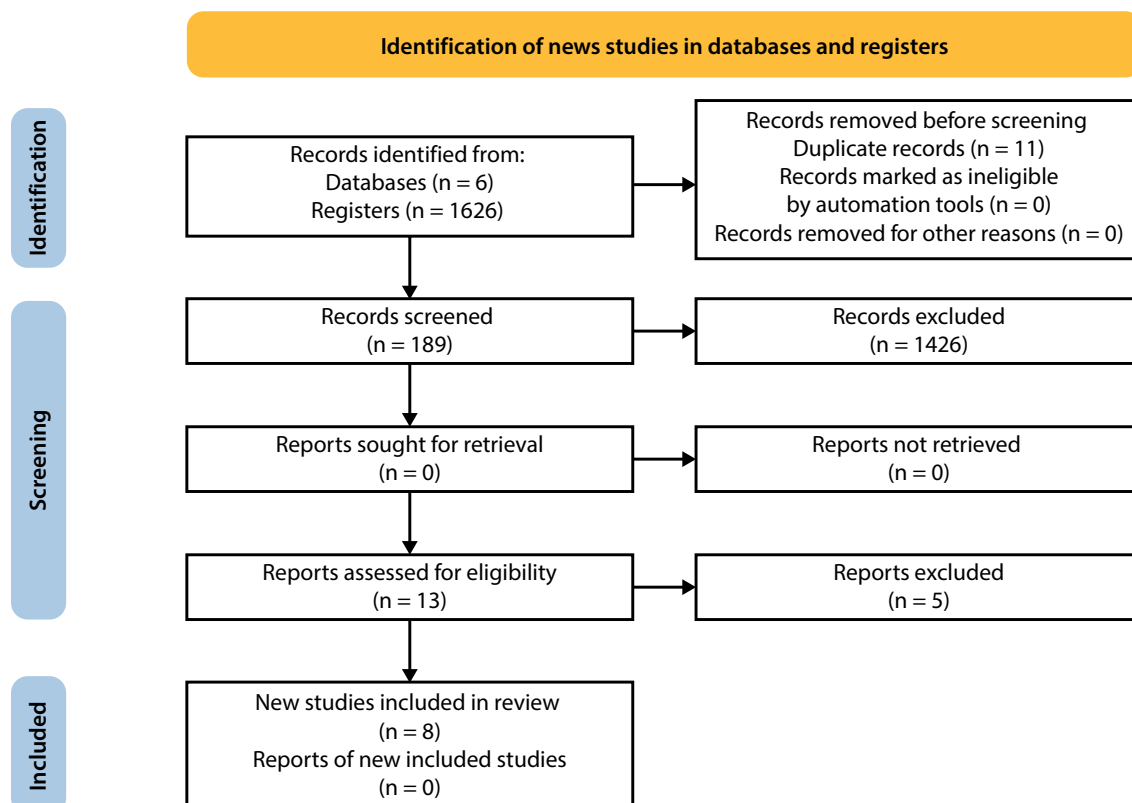 Identification of news studies in databases and registers
Identification
Records identified from:
Databases (n = 6)
Registers (n = 1626)
Records removed before screening
Duplicate records (n = 11)
Records marked as ineligible
by automation tools (n = 0)
Records removed for other reasons (n = 0)
Screening
Records screened
(n = 189)
Records excluded
(n = 1426)
Reports sought for retrieval
(n = 0)
Reports not retrieved
(n = 0)
Reports assessed for eligibility
(n = 13)
Reports excluded
(n = 5)
Included
New studies included in review
(n = 8)
Reports of new included studies
(n = 0)